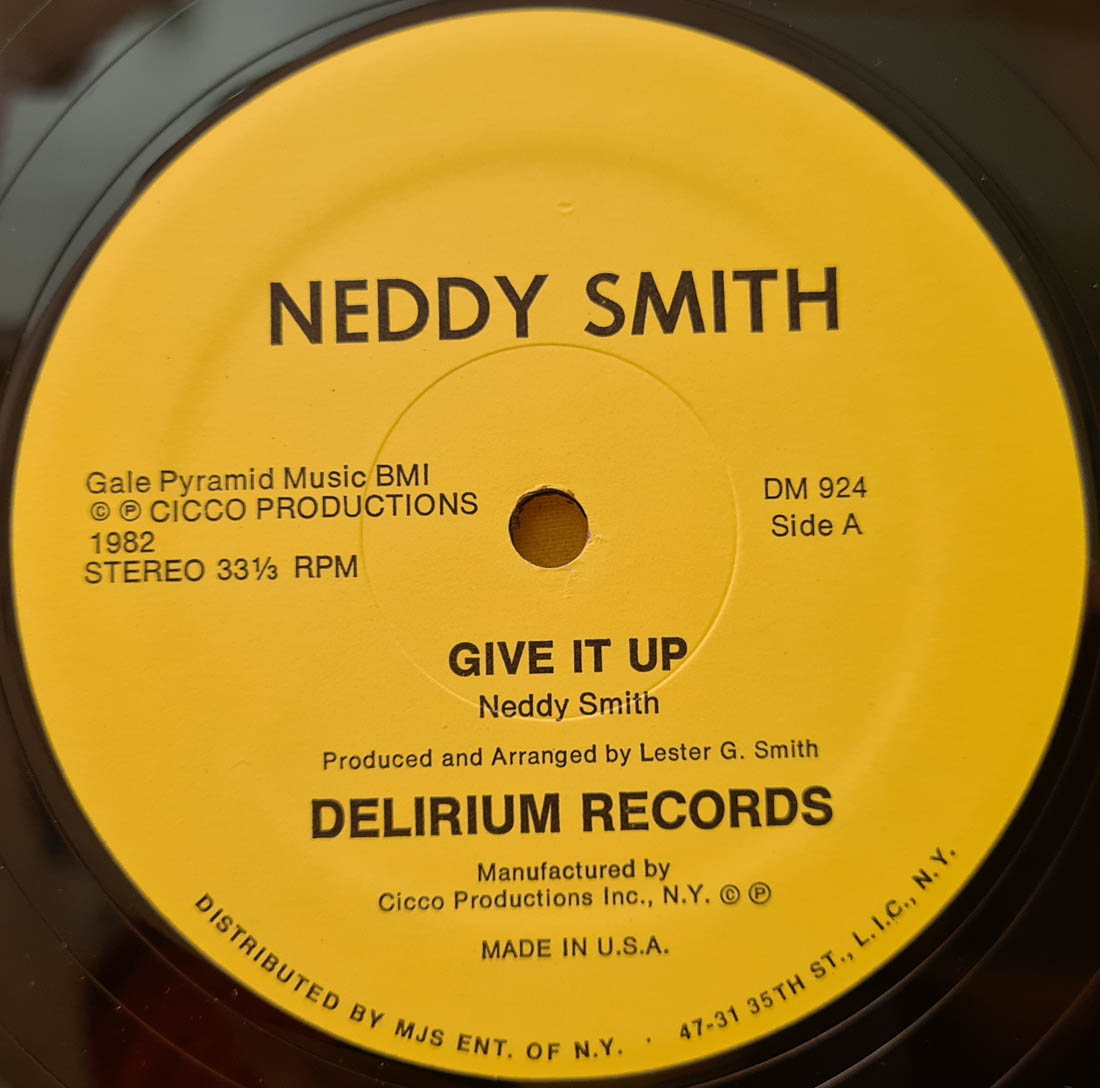 NEDDY SMITH
Gale Pyramid Music BMI
© ℗ CICCO PRODUCTIONS
1982
STEREO 33⅓ RPM
DM 924
Side A
GIVE IT UP
Neddy Smith
Produced and Arranged by Lester G. Smith
DELIRIUM RECORDS
Manufactured by
Cicco Productions Inc., N.Y. © ℗
MADE IN U.S.A.
DISTRIBUTED BY MJS ENT. OF N.Y. · 47-31 35TH ST., L.I.C., N.Y.